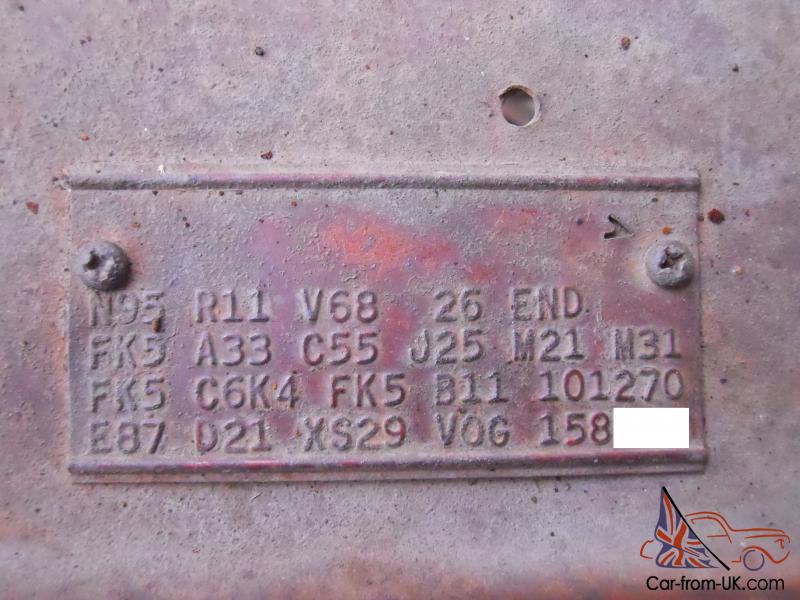 N95 R11 V68 26 END
FK5 A33 C55 J25 M21 M31
FK5 C6K4 FK5 B11 101270
E87 D21 XS29 VOG 158
Car-from-UK.com